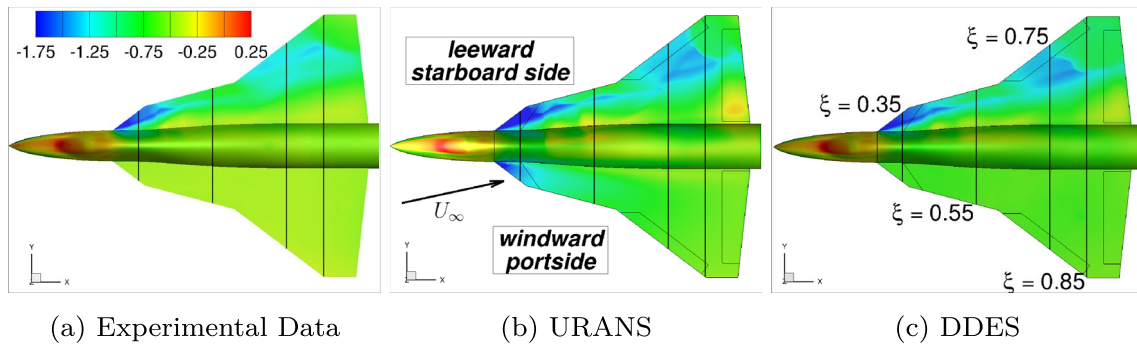 -1.75 -1.25 -0.75 -0.25 0.25
Y
X
leeward
starboard side
U∞
windward
portside
Y
X
ξ = 0.75
ξ = 0.35
ξ = 0.55
ξ = 0.85
Y
X
(a) Experimental Data
(b) URANS
(c) DDES